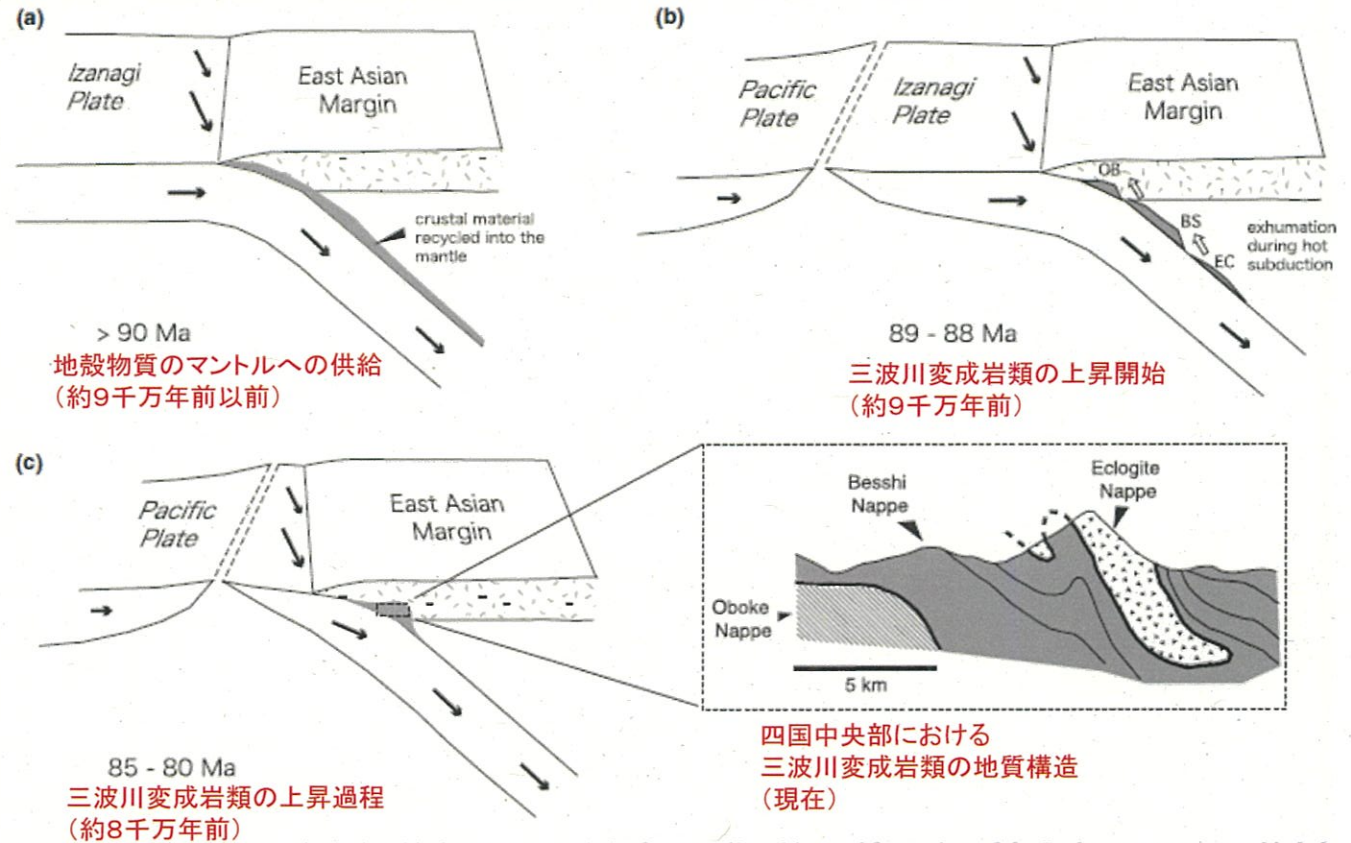 (a)
Izanagi
Plate
East Asian
Margin
crustal material
recycled into the
mantle
> 90 Ma
地殻物質のマントルへの供給
(約9千万年前以前)
(b)
Pacific
Plate
Izanagi
Plate
East Asian
Margin
OB
BS
EC
exhumation
during hot
subduction
89 - 88 Ma
三波川変成岩類の上昇開始
(約9千万年前)
(c)
Pacific
Plate
East Asian
Margin
85 - 80 Ma
三波川変成岩類の上昇過程
(約8千万年前)
Besshi
Nappe
Eclogite
Nappe
Oboke
Nappe
5 km
四国中央部における
三波川変成岩類の地質構造
(現在)